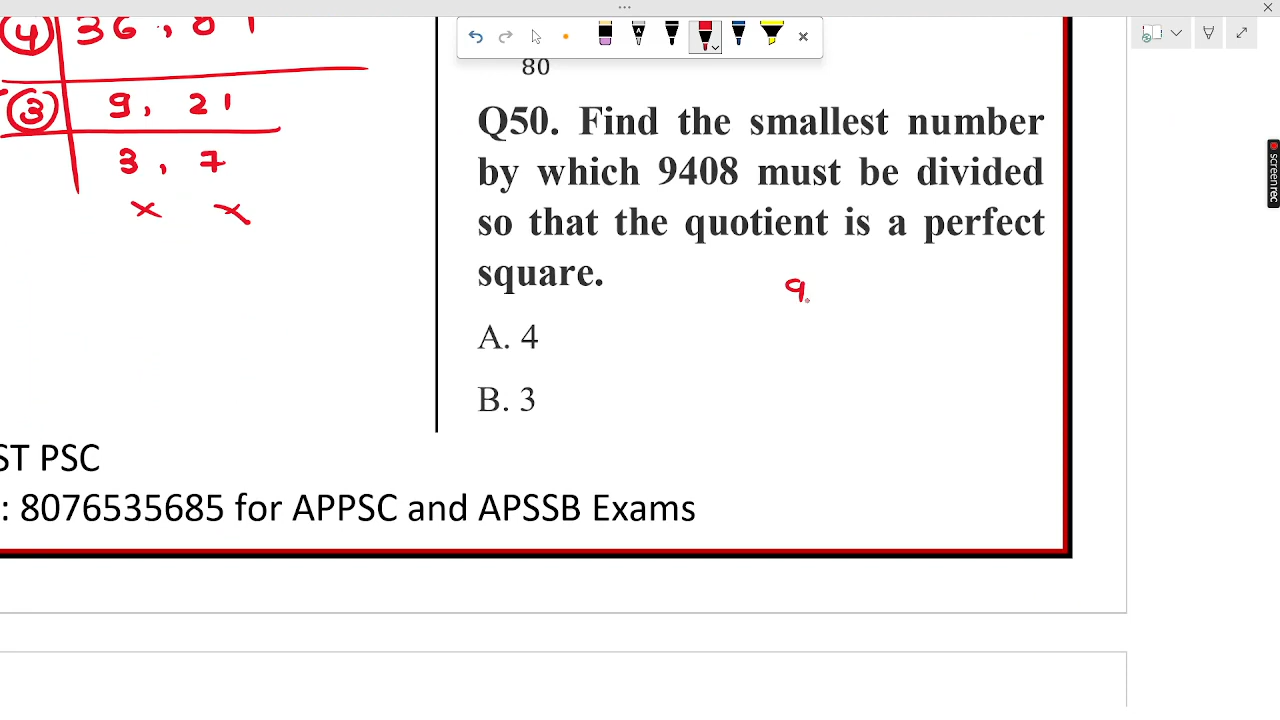 ④ 36, 81
80
③ 9, 21
3, 7
× ×
Q50. Find the smallest number
by which 9408 must be divided
so that the quotient is a perfect
square.
9
A. 4
B. 3
ST PSC
: 8076535685 for APPSC and APSSB Exams
screenrec